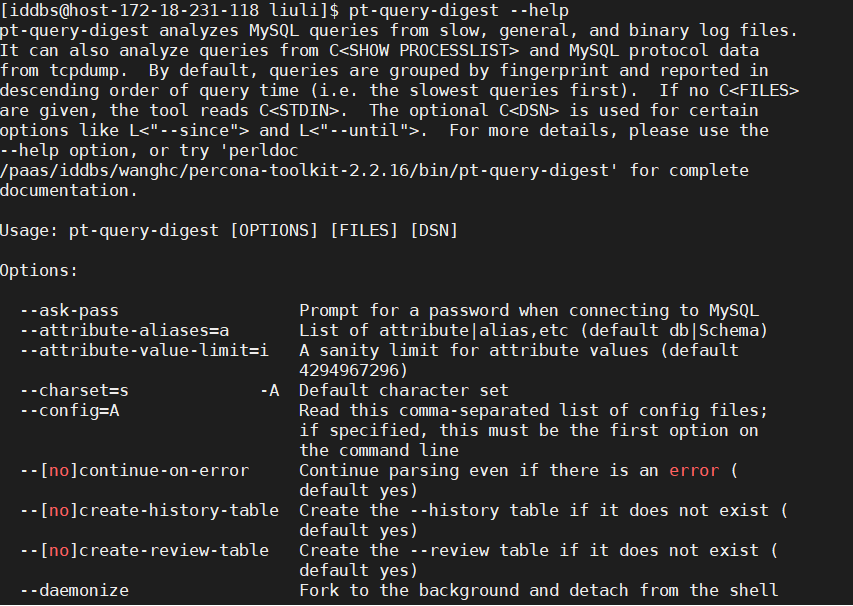 [iddbs@host-172-18-231-118 liuli]$ pt-query-digest --help
pt-query-digest analyzes MySQL queries from slow, general, and binary log files.
It can also analyze queries from C<SHOW PROCESSLIST> and MySQL protocol data
from tcpdump.  By default, queries are grouped by fingerprint and reported in
descending order of query time (i.e. the slowest queries first).  If no C<FILES>
are given, the tool reads C<STDIN>.  The optional C<DSN> is used for certain
options like L<"--since"> and L<"--until">.  For more details, please use the
--help option, or try 'perldoc
/paas/iddbs/wanghc/percona-toolkit-2.2.16/bin/pt-query-digest' for complete
documentation.

Usage: pt-query-digest [OPTIONS] [FILES] [DSN]

Options:

  --ask-pass                  Prompt for a password when connecting to MySQL
  --attribute-aliases=a       List of attribute|alias,etc (default db|Schema)
  --attribute-value-limit=i   A sanity limit for attribute values (default
                              4294967296)
  --charset=s             -A  Default character set
  --config=A                  Read this comma-separated list of config files;
                              if specified, this must be the first option on
                              the command line
  --[no]continue-on-error     Continue parsing even if there is an error (
                              default yes)
  --[no]create-history-table  Create the --history table if it does not exist (
                              default yes)
  --[no]create-review-table   Create the --review table if it does not exist (
                              default yes)
  --daemonize                 Fork to the background and detach from the shell